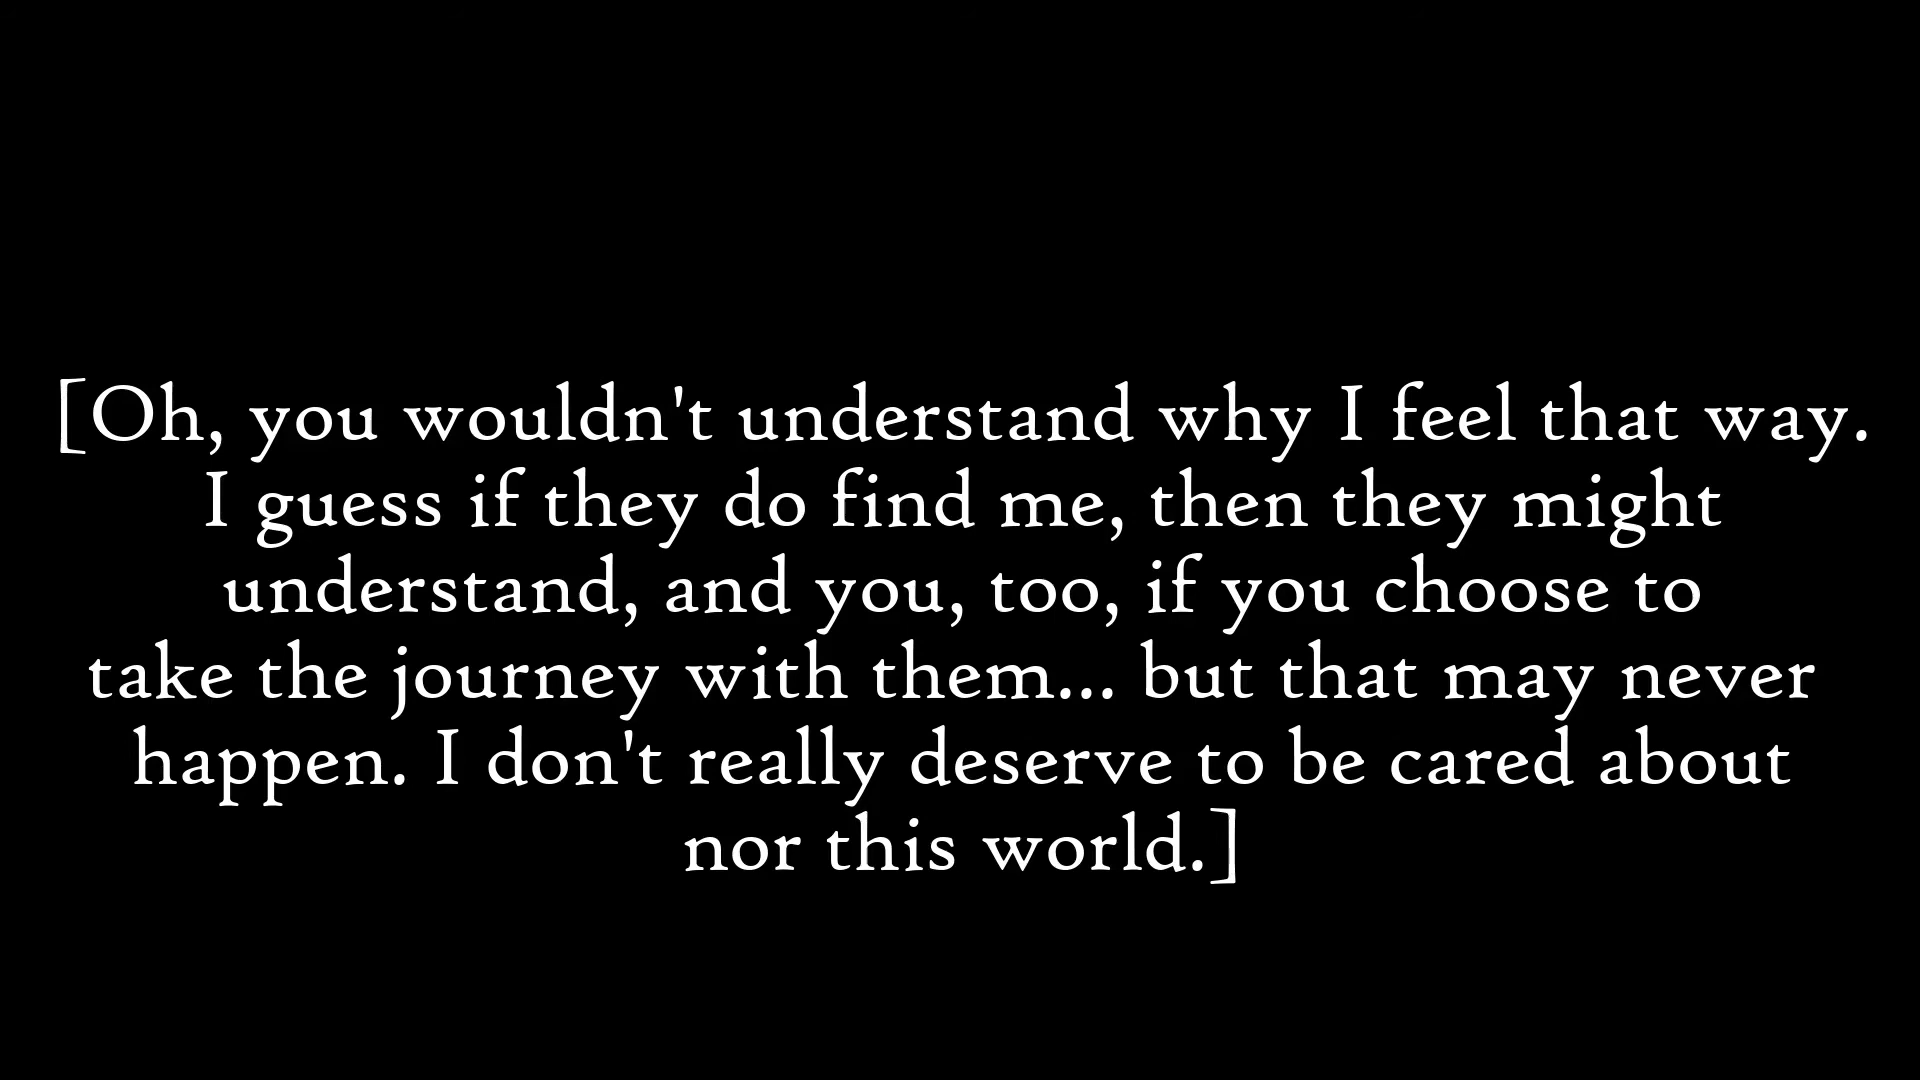 [Oh, you wouldn't understand why I feel that way.
I guess if they do find me, then they might
understand, and you, too, if you choose to
take the journey with them... but that may never
happen. I don't really deserve to be cared about
nor this world.]